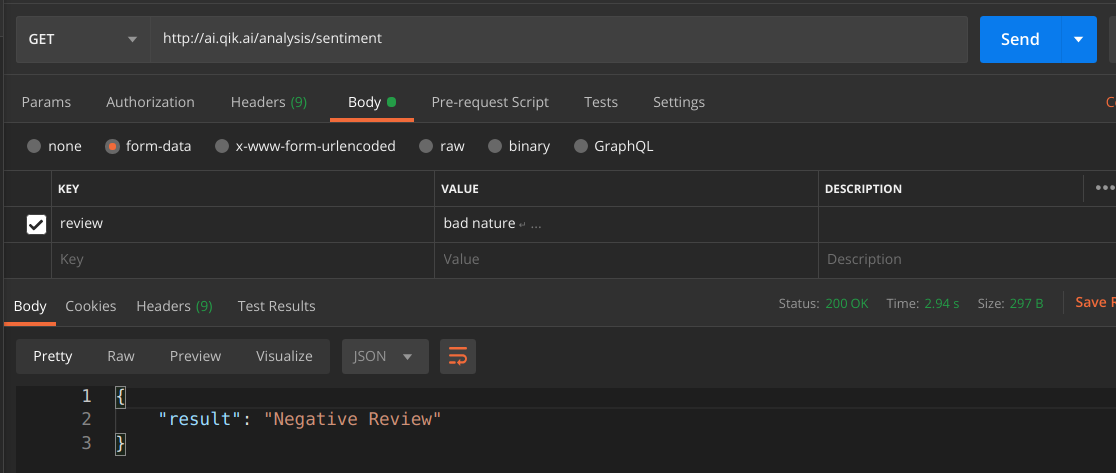 GET http://ai.qik.ai/analysis/sentiment Send
Params Authorization Headers (9) Body Pre-request Script Tests Settings
none form-data x-www-form-urlencoded raw binary GraphQL
KEY VALUE DESCRIPTION •••
review bad nature ↵ ...
Key Value Description
Body Cookies Headers (9) Test Results Status: 200 OK Time: 2.94 s Size: 297 B Save
Pretty Raw Preview Visualize JSON
1 {
2 "result": "Negative Review"
3 }